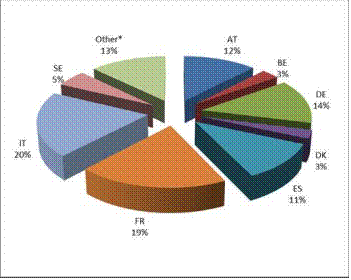 Other*
13%
AT
12%
SE
5%
BE
3%
DE
14%
IT
20%
DK
3%
ES
11%
FR
19%